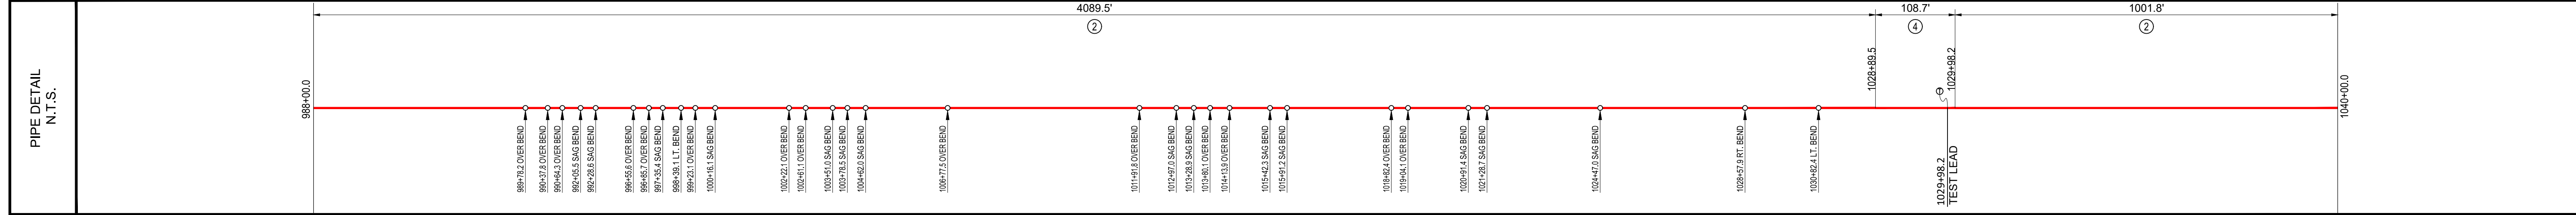 PIPE DETAIL
N.T.S.
4089.5'
2
108.7'
4
1001.8'
2
988+00.0
1028+89.5
1029+98.2
1040+00.0
989+78.2 OVER BEND
990+37.8 OVER BEND
990+64.3 OVER BEND
992+05.5 SAG BEND
992+28.6 SAG BEND
996+55.6 OVER BEND
996+85.7 OVER BEND
997+35.4 SAG BEND
998+39.1 LT. BEND
999+23.1 OVER BEND
1000+16.1 SAG BEND
1002+22.1 OVER BEND
1002+61.1 OVER BEND
1003+51.0 SAG BEND
1003+78.5 SAG BEND
1004+62.0 SAG BEND
1006+77.5 OVER BEND
1011+91.8 OVER BEND
1012+97.0 SAG BEND
1013+28.9 SAG BEND
1013+80.1 OVER BEND
1014+13.9 OVER BEND
1015+42.3 SAG BEND
1015+91.2 SAG BEND
1018+82.4 OVER BEND
1019+04.1 OVER BEND
1020+91.4 SAG BEND
1021+28.7 SAG BEND
1024+47.0 SAG BEND
1028+57.9 RT. BEND
1030+82.4 LT. BEND
1029+98.2
TEST LEAD